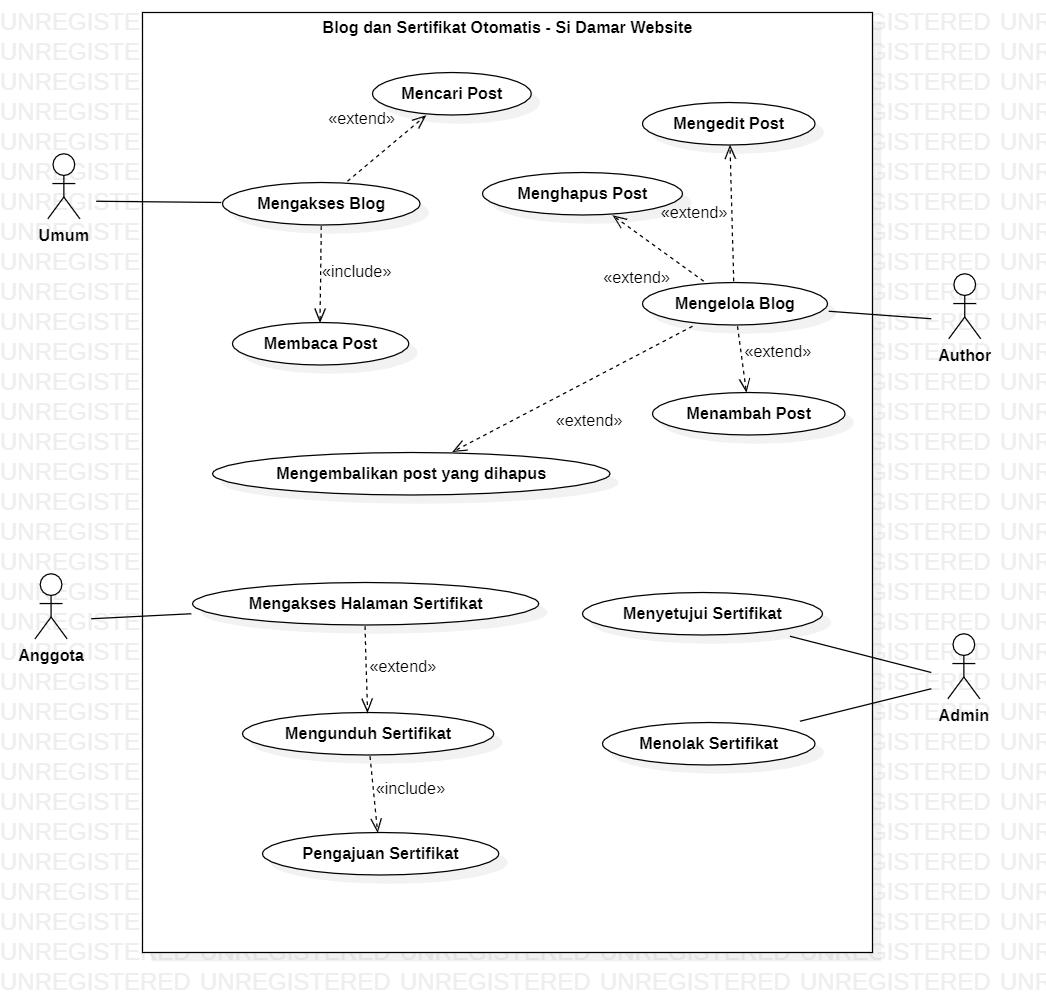 Blog dan Sertifikat Otomatis - Si Damar Website
Mencari Post
«extend»
Mengedit Post
Mengakses Blog
Menghapus Post
«extend»
Umum
«include»
«extend»
Mengelola Blog
Membaca Post
«extend»
Author
Menambah Post
«extend»
Mengembalikan post yang dihapus
Mengakses Halaman Sertifikat
Menyetujui Sertifikat
Anggota
«extend»
Admin
Mengunduh Sertifikat
Menolak Sertifikat
«include»
Pengajuan Sertifikat
UNREGISTERED UNREGISTERED UNREGISTERED UNREGISTERED UNREGISTERED UNR